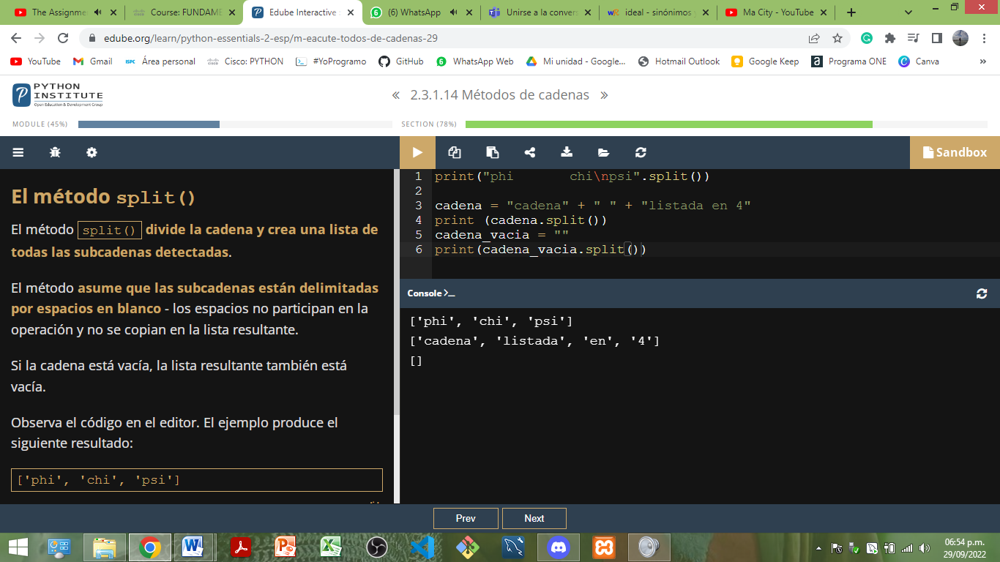 The Assignme
Course: FUNDAME
Edube Interactive
(6) WhatsApp
Unirse a la convers
ideal - sinónimos
Ma City - YouTube
edube.org/learn/python-essentials-2-esp/m-eacute-todos-de-cadenas-29
YouTube
Gmail
Área personal
Cisco: PYTHON
#YoProgramo
GitHub
WhatsApp Web
Mi unidad - Google...
Hotmail Outlook
Google Keep
Programa ONE
Canva
»
PYTHON
INSTITUTE
Open Education & Development Group
« 2.3.1.14 Métodos de cadenas »
MODULE (45%)
SECTION (78%)
Sandbox
El método split()
El método split() divide la cadena y crea una lista de
todas las subcadenas detectadas.
El método asume que las subcadenas están delimitadas
por espacios en blanco - los espacios no participan en la
operación y no se copian en la lista resultante.
Si la cadena está vacía, la lista resultante también está
vacía.
Observa el código en el editor. El ejemplo produce el
siguiente resultado:
['phi', 'chi', 'psi']
1 print("phi       chi\npsi".split())
2
3 cadena = "cadena" + " " + "listada en 4"
4 print (cadena.split())
5 cadena_vacia = ""
6 print(cadena_vacia.split())
Console >_
['phi', 'chi', 'psi']
['cadena', 'listada', 'en', '4']
[]
Prev
Next
06:54 p.m.
29/09/2022